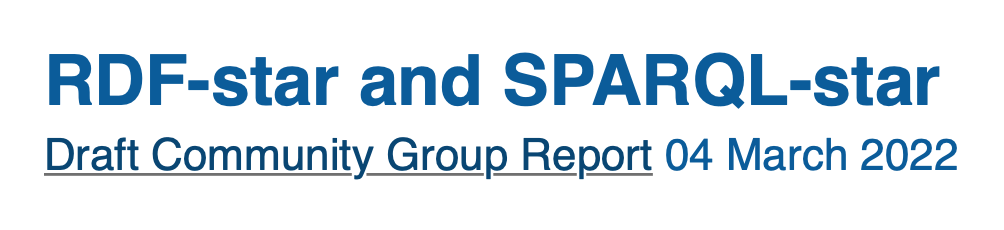 RDF-star and SPARQL-star
Draft Community Group Report 04 March 2022